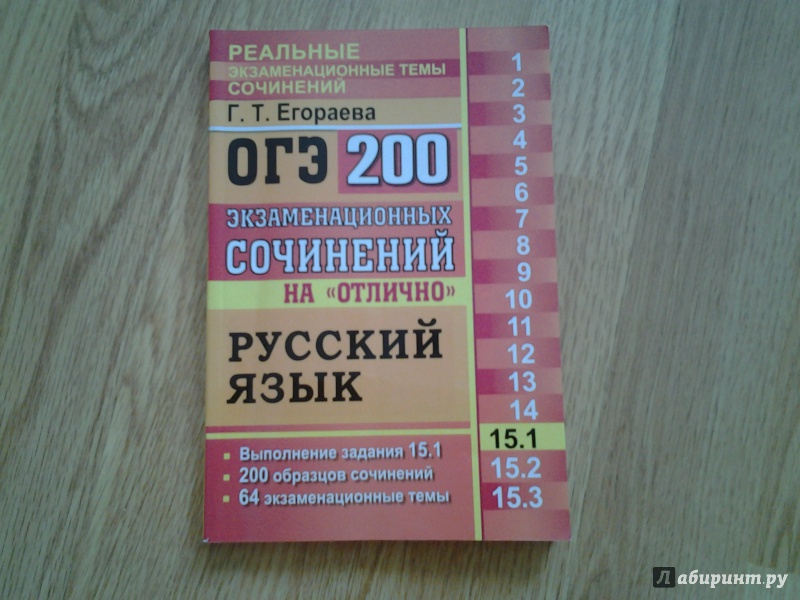 РЕАЛЬНЫЕ
ЭКЗАМЕНАЦИОННЫЕ ТЕМЫ
СОЧИНЕНИЙ
Г. Т. Егораева
ОГЭ 200
ЭКЗАМЕНАЦИОННЫХ
СОЧИНЕНИЙ
НА «ОТЛИЧНО»
РУССКИЙ
ЯЗЫК
Выполнение задания 15.1
200 образцов сочинений
64 экзаменационные темы
1
2
3
4
5
6
7
8
9
10
11
12
13
14
15.1
15.2
15.3
Лабиринт.ру